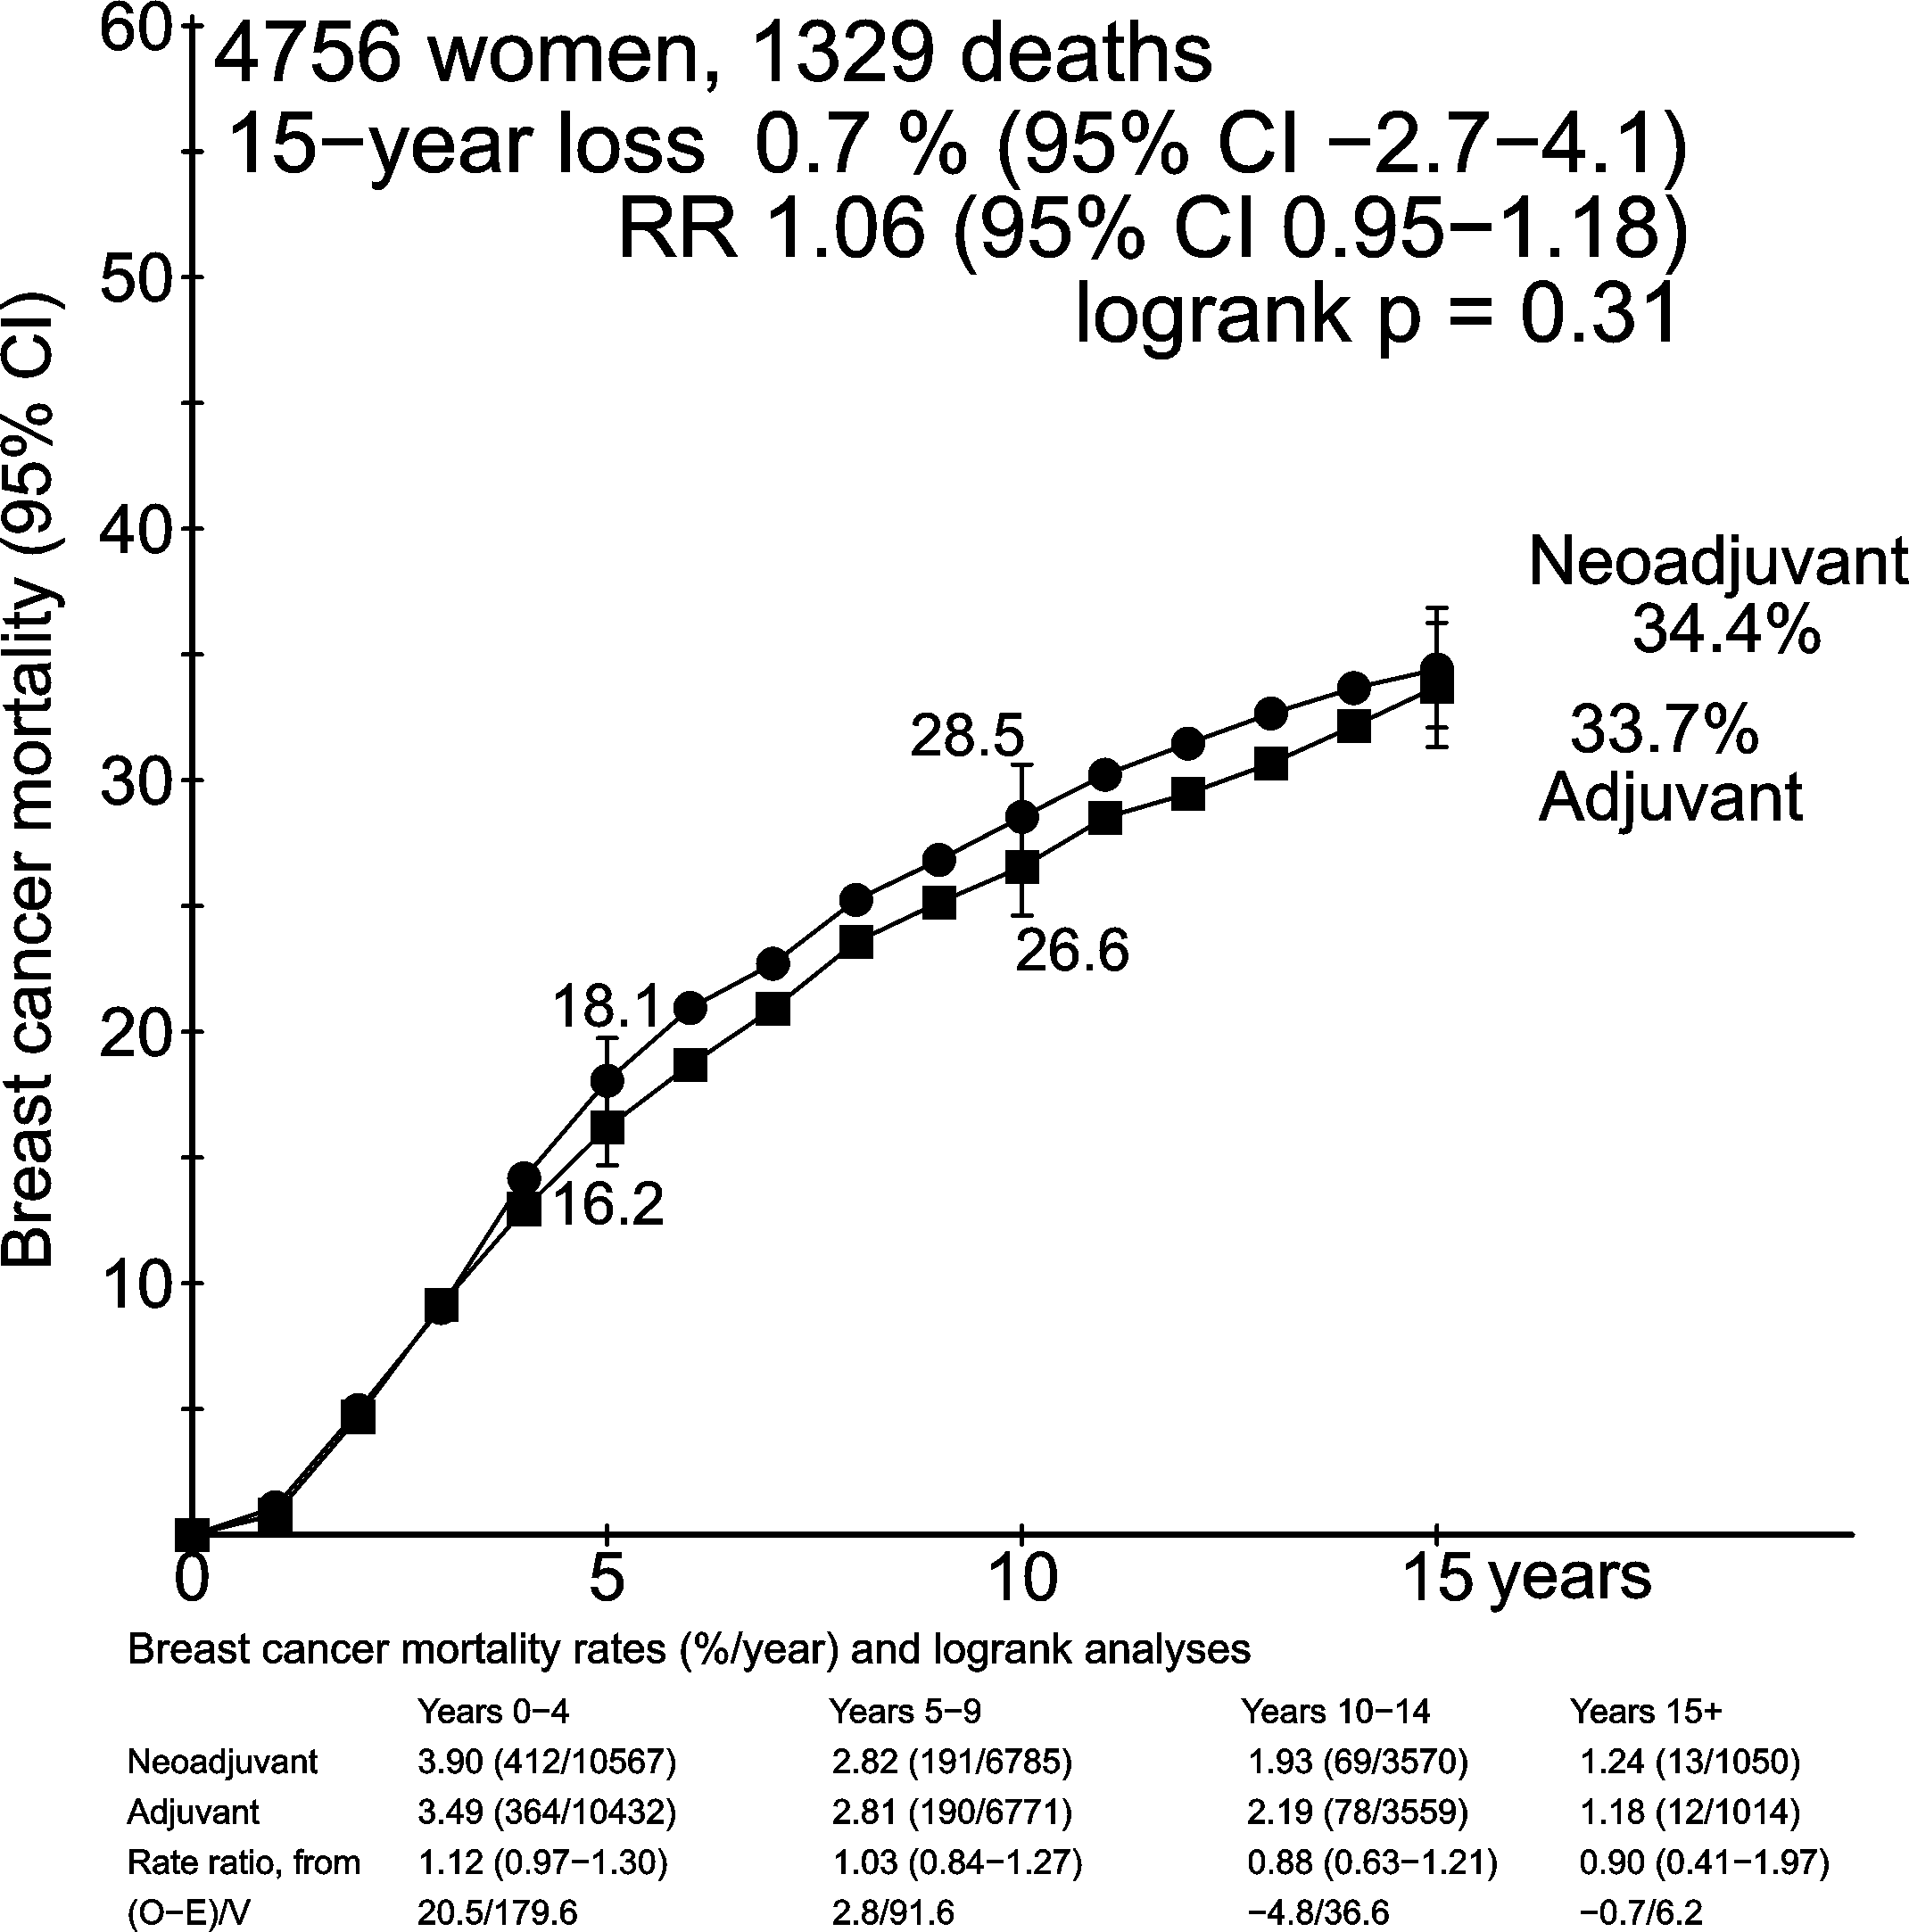 4756 women, 1329 deaths
15−year loss 0.7 % (95% CI −2.7−4.1)
RR 1.06 (95% CI 0.95−1.18)
logrank p = 0.31
Breast cancer mortality (95% CI)
60
50
40
30
20
10
Neoadjuvant
34.4%
33.7%
Adjuvant
28.5
26.6
18.1
16.2
0 5 10 15 years
Breast cancer mortality rates (%/year) and logrank analyses
Years 0−4 Years 5−9 Years 10−14 Years 15+
Neoadjuvant 3.90 (412/10567) 2.82 (191/6785) 1.93 (69/3570) 1.24 (13/1050)
Adjuvant 3.49 (364/10432) 2.81 (190/6771) 2.19 (78/3559) 1.18 (12/1014)
Rate ratio, from 1.12 (0.97−1.30) 1.03 (0.84−1.27) 0.88 (0.63−1.21) 0.90 (0.41−1.97)
(O−E)/V 20.5/179.6 2.8/91.6 −4.8/36.6 −0.7/6.2